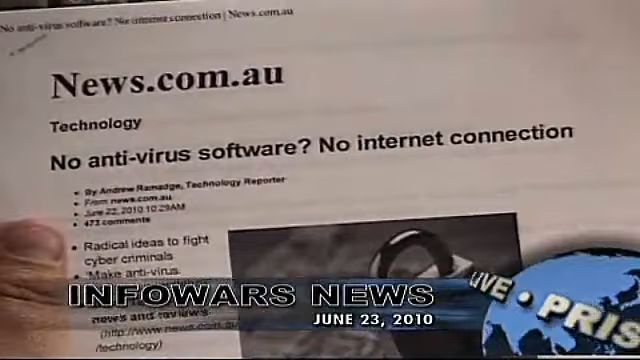 No anti-virus software? No internet connection | News.com.au
News.com.au
Technology
No anti-virus software? No internet connection
By Andrew Ramadge, Technology Reporter
From news.com.au
June 22, 2010 10:29AM
473 comments
Radical ideas to fight
cyber criminals
'Make anti-virus
INFOWARS NEWS
JUNE 23, 2010
news and reviews
(http://www.news.com.au
/technology)
LIVE • PRIS